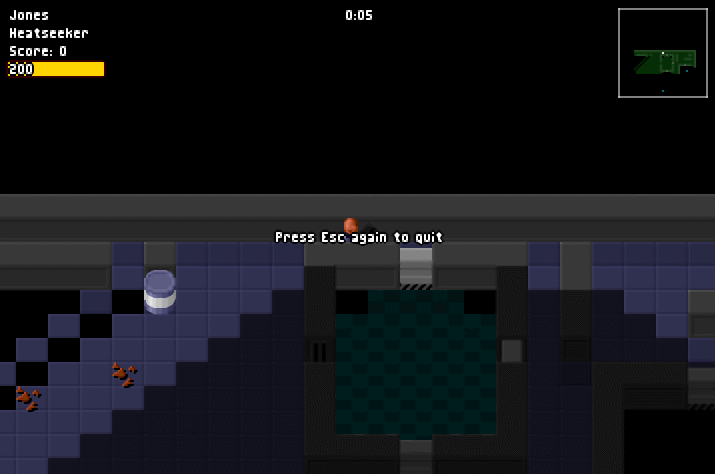 Jones
0:05
Heatseeker
Score: 0
200
Press Esc again to quit